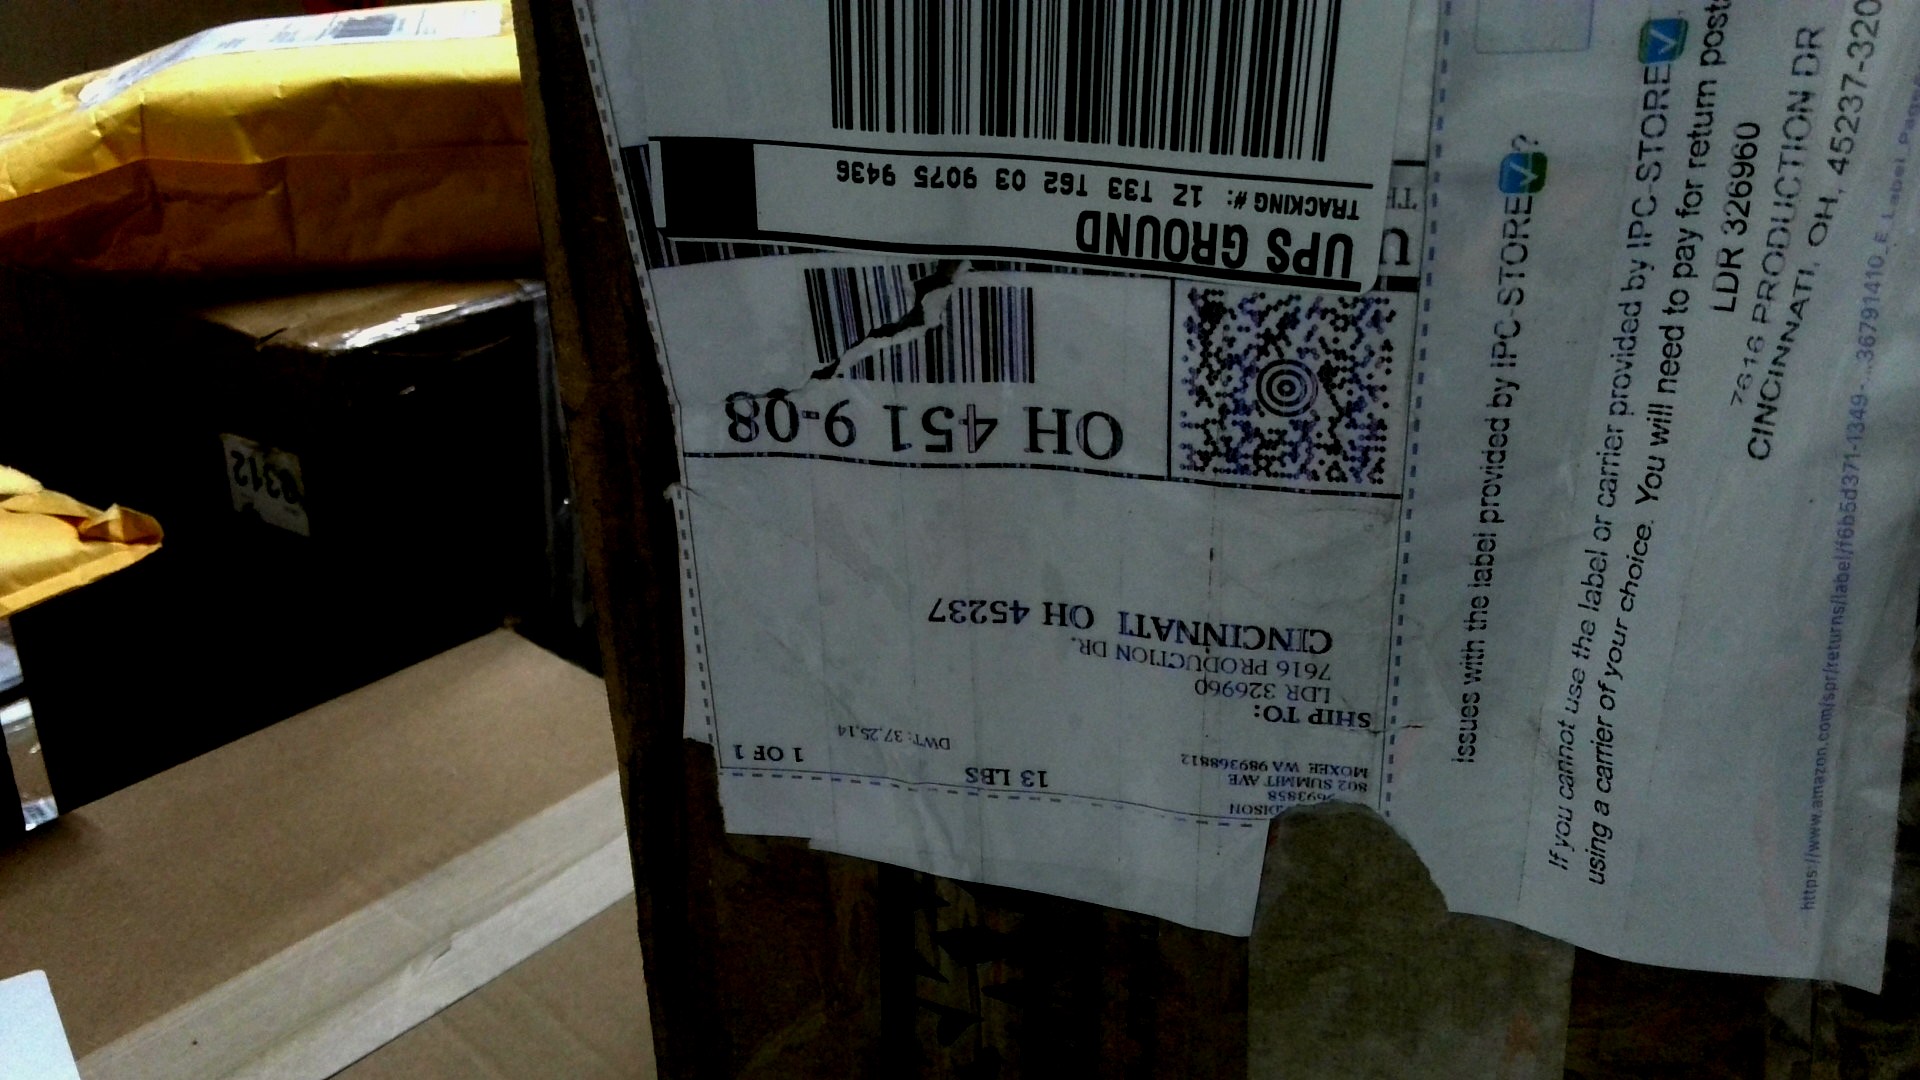 DISON
802 SUMMIT AVE
MOXEE WA 989368812
13 LBS
1 OF 1
DWT: 37,25,14
SHIP TO:
LDR 326960
7616 PRODUCTION DR.
CINCINNATI OH 45237
OH 451 9-08
UPS GROUND
TRACKING #: 1Z T33 T62 03 9075 9436
Issues with the label provided by IPC-STORE?
If you cannot use the label or carrier provided by IPC-STORE
using a carrier of your choice. You will need to pay for return
LDR 326960
7616 PRODUCTION DR
CINCINNATI, OH, 45237-320
8312